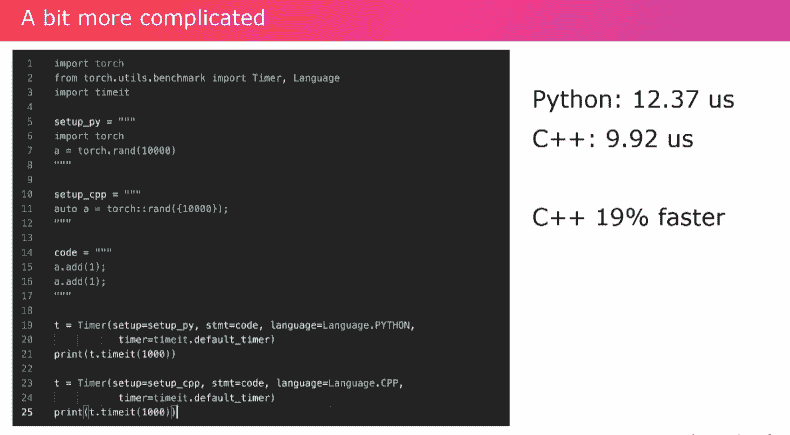 A bit more complicated
1 import torch
2 from torch.utils.benchmark import Timer, Language
3 import timeit
4
5 setup_py = """
6 import torch
7 a = torch.rand(10000)
8 """
9
10 setup_cpp = """
11 auto a = torch::rand({10000});
12 """
13
14 code = """
15 a.add(1);
16 a.add(1);
17 """
18
19 t = Timer(setup=setup_py, stmt=code, language=Language.PYTHON,
20 timer=timeit.default_timer)
21 print(t.timeit(1000))
22
23 t = Timer(setup=setup_cpp, stmt=code, language=Language.CPP,
24 timer=timeit.default_timer)
25 print(t.timeit(1000))
Python: 12.37 us
C++: 9.92 us
C++ 19% faster